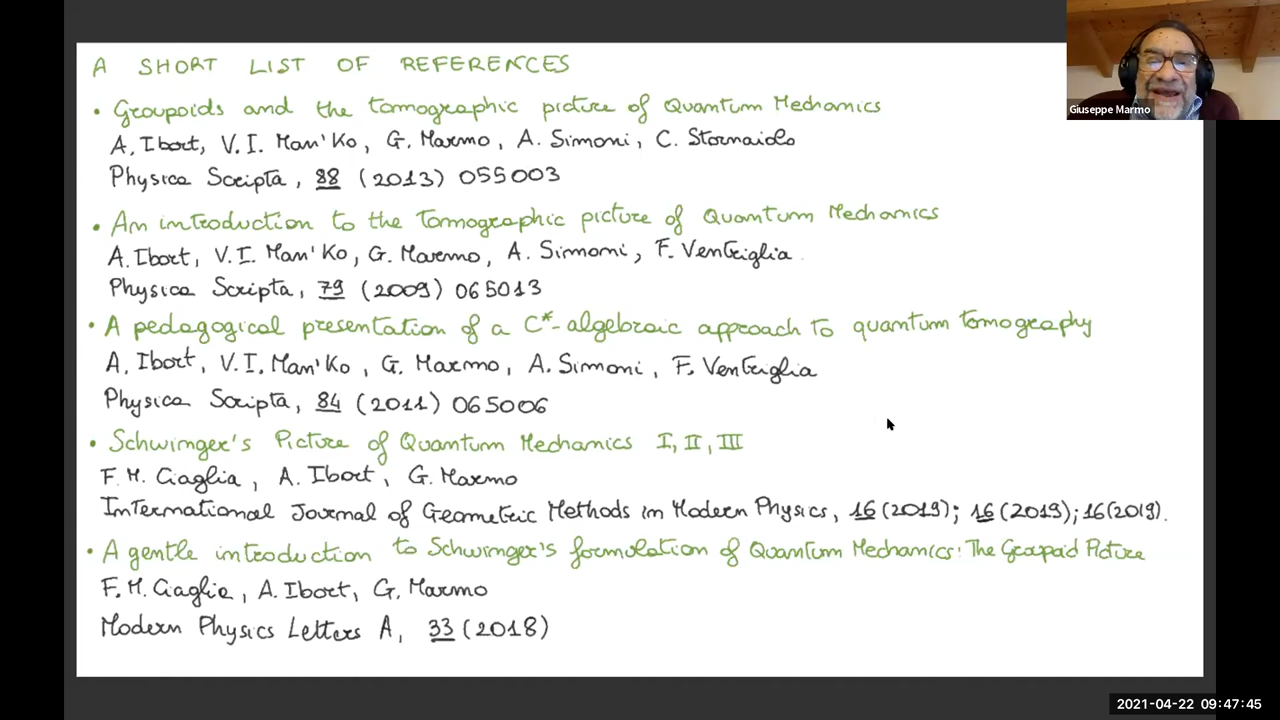 A SHORT LIST OF REFERENCES
• Groupoids and the tomographic picture of Quantum Mechanics
A. Ibort, V. I. Man'Ko, G. Marmo, A. Simoni, C. Stornaiolo
Physica Scripta, 88 (2013) 055003
• An introduction to the Tomographic picture of Quantum Mechanics
A. Ibort, V. I. Man'Ko, G. Marmo, A. Simoni, F. Ventriglia
Physica Scripta, 79 (2009) 065013
• A pedagogical presentation of a C*-algebraic approach to quantum tomography
A. Ibort, V. I. Man'Ko, G. Marmo, A. Simoni, F. Ventriglia
Physica Scripta, 84 (2011) 065006
• Schwinger's Picture of Quantum Mechanics I, II, III
F. M. Ciaglia, A. Ibort, G. Marmo
International Journal of Geometric Methods in Modern Physics, 16 (2019); 16 (2019); 16 (2019).
• A gentle introduction to Schwinger's formulation of Quantum Mechanics: The Groupoid Picture
F. M. Ciaglia, A. Ibort, G. Marmo
Modern Physics Letters A, 33 (2018)
Giuseppe Marmo
2021-04-22 09:47:45